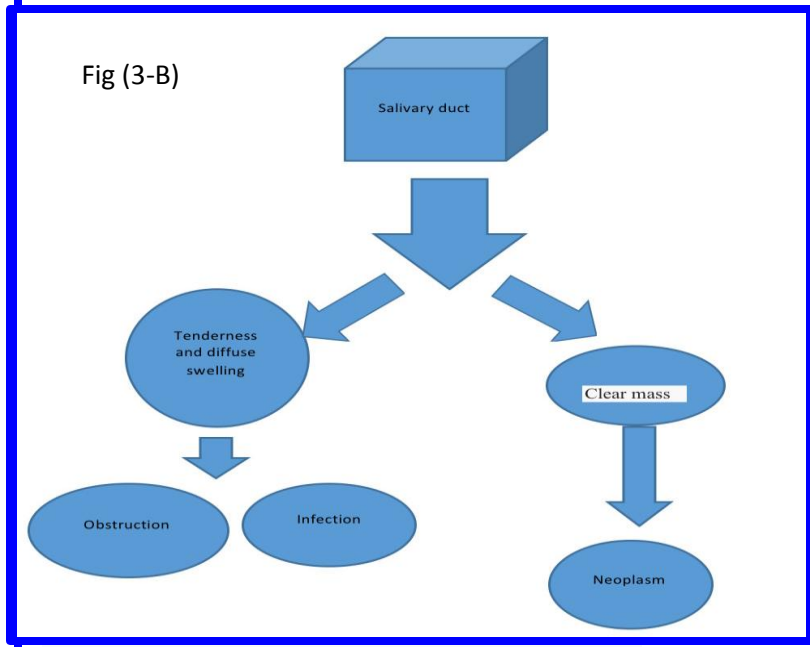 Fig (3-B)
Salivary duct
Tenderness
and diffuse
swelling
Clear mass
Obstruction
Infection
Neoplasm